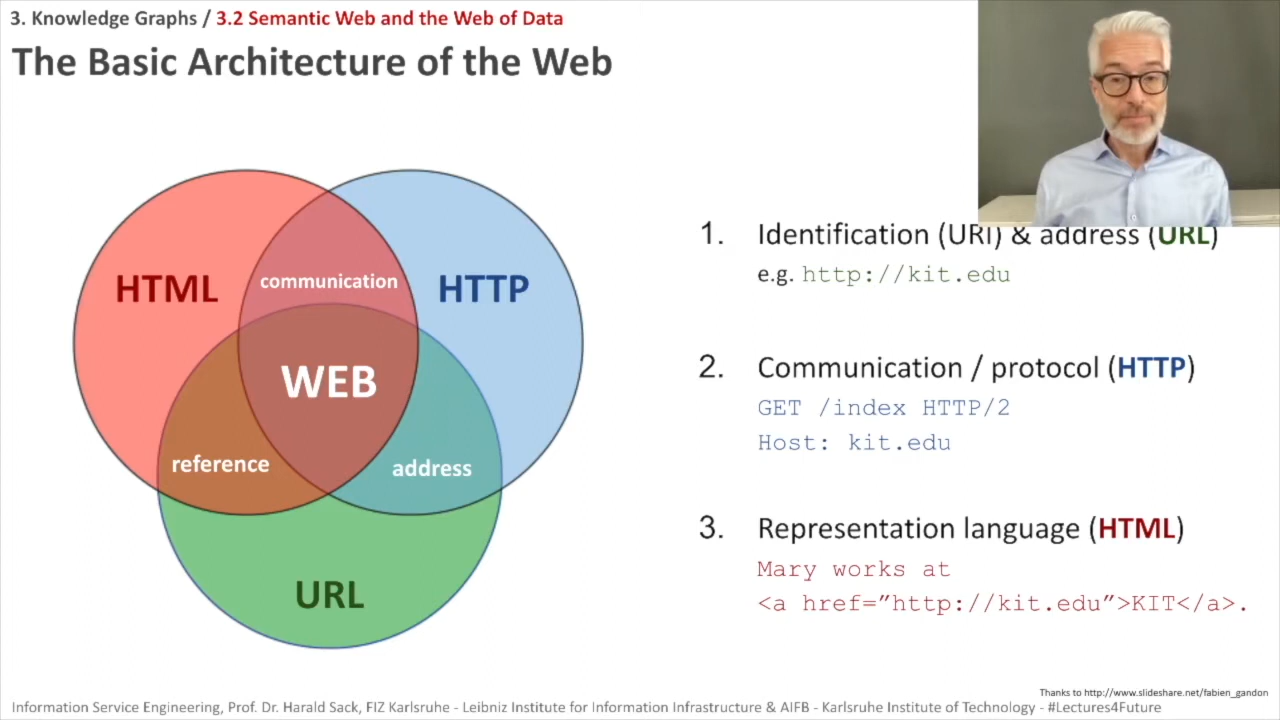 3. Knowledge Graphs / 3.2 Semantic Web and the Web of Data
The Basic Architecture of the Web
HTML
communication
HTTP
WEB
reference
address
URL
1. Identification (URI) & address (URL)
e.g. http://kit.edu
2. Communication / protocol (HTTP)
GET /index HTTP/2
Host: kit.edu
3. Representation language (HTML)
Mary works at
<a href=”http://kit.edu”>KIT</a>.
Thanks to http://www.slideshare.net/fabien_gandon
Information Service Engineering, Prof. Dr. Harald Sack, FIZ Karlsruhe - Leibniz Institute for Information Infrastructure & AIFB - Karlsruhe Institute of Technology - #Lectures4Future